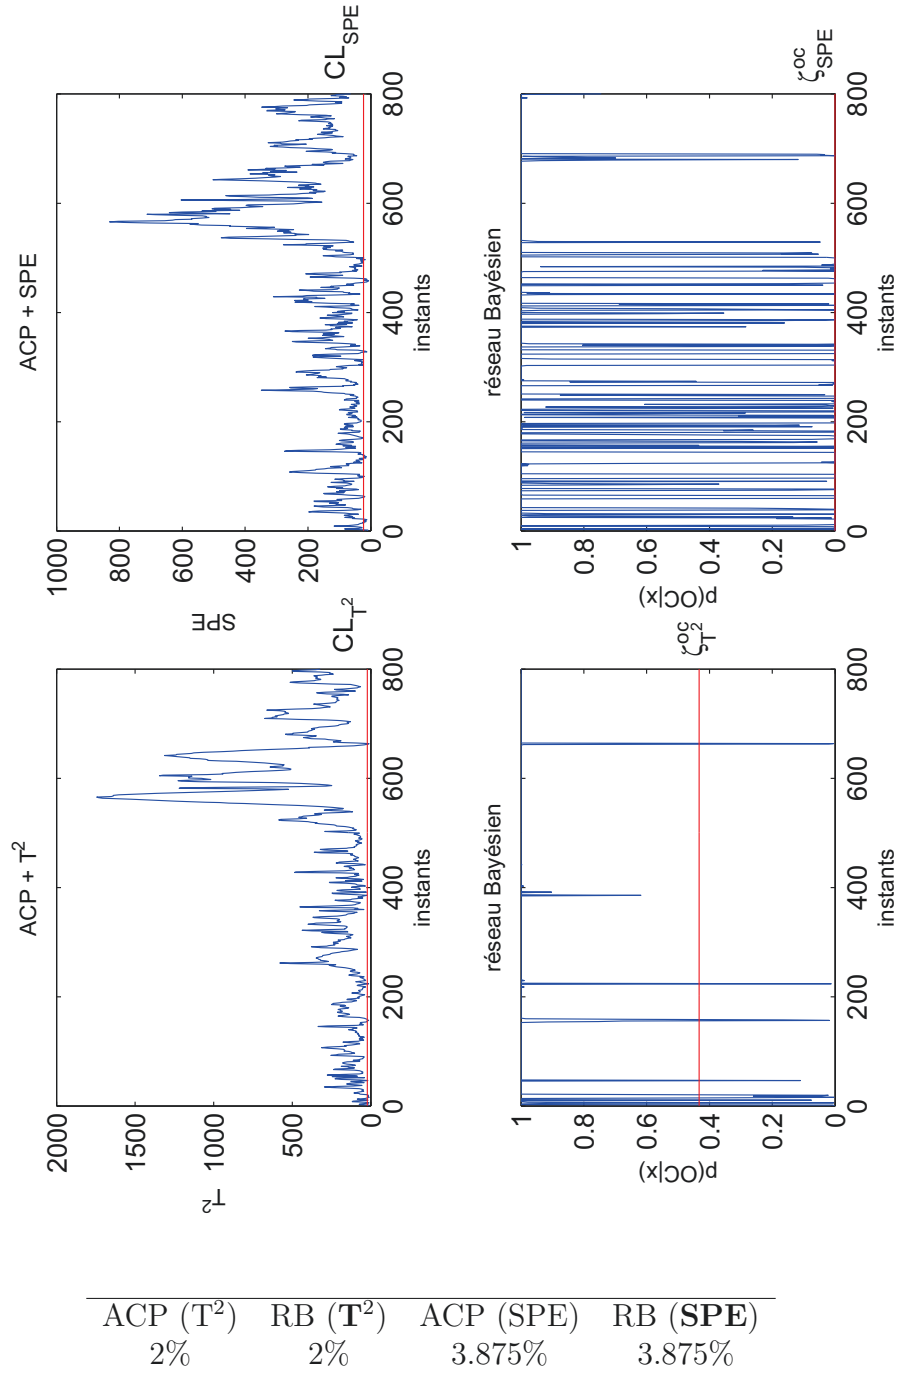 ACP + T²
T²
2000
1500
1000
500
0
0 200 400 600 800
instants
CL_T²
ACP + SPE
SPE
1000
800
600
400
200
0
0 200 400 600 800
instants
CL_SPE
réseau Bayésien
p(OC|x)
1
0.8
0.6
0.4
0.2
0
0 200 400 600 800
instants
ζ^oc_T²
réseau Bayésien
p(OC|x)
1
0.8
0.6
0.4
0.2
0
0 200 400 600 800
instants
ζ^oc_SPE
ACP (T²) RB (T²) ACP (SPE) RB (SPE)
2% 2% 3.875% 3.875%